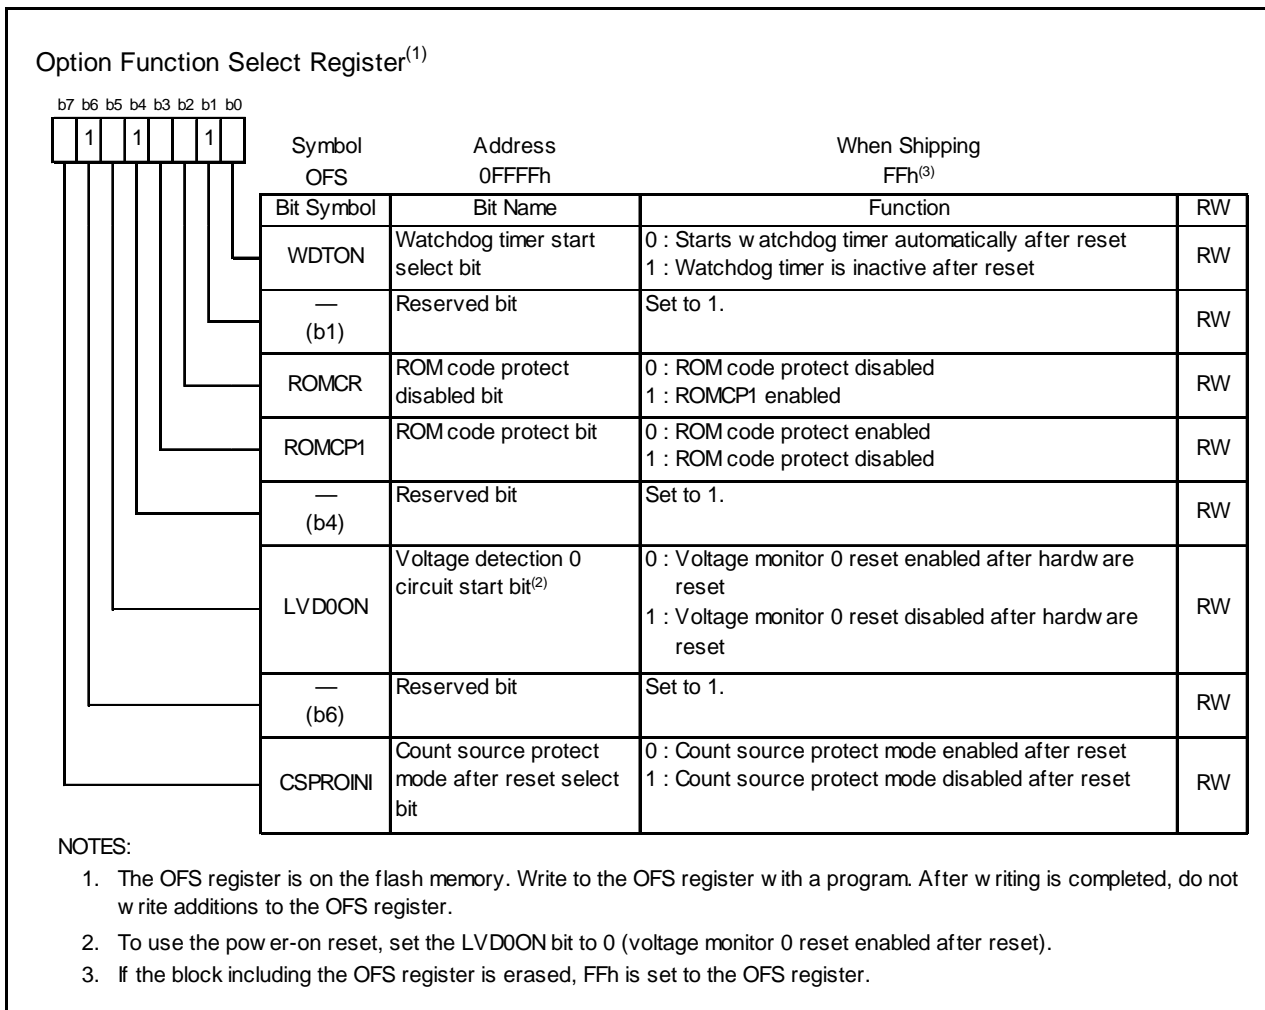 Option Function Select Register(1)
b7 b6 b5 b4 b3 b2 b1 b0
1 1 1
Symbol Address When Shipping
OFS 0FFFFh FFh(3)
Bit Symbol Bit Name Function RW
WDTON Watchdog timer start select bit 0 : Starts watchdog timer automatically after reset RW
1 : Watchdog timer is inactive after reset
— (b1) Reserved bit Set to 1. RW
ROMCR ROM code protect disabled bit 0 : ROM code protect disabled RW
1 : ROMCP1 enabled
ROMCP1 ROM code protect bit 0 : ROM code protect enabled RW
1 : ROM code protect disabled
— (b4) Reserved bit Set to 1. RW
LVD0ON Voltage detection 0 circuit start bit(2) 0 : Voltage monitor 0 reset enabled after hardware reset RW
1 : Voltage monitor 0 reset disabled after hardware reset
— (b6) Reserved bit Set to 1. RW
CSPROINI Count source protect mode after reset select bit 0 : Count source protect mode enabled after reset RW
1 : Count source protect mode disabled after reset
NOTES:
1. The OFS register is on the flash memory. Write to the OFS register with a program. After writing is completed, do not
write additions to the OFS register.
2. To use the power-on reset, set the LVD0ON bit to 0 (voltage monitor 0 reset enabled after reset).
3. If the block including the OFS register is erased, FFh is set to the OFS register.